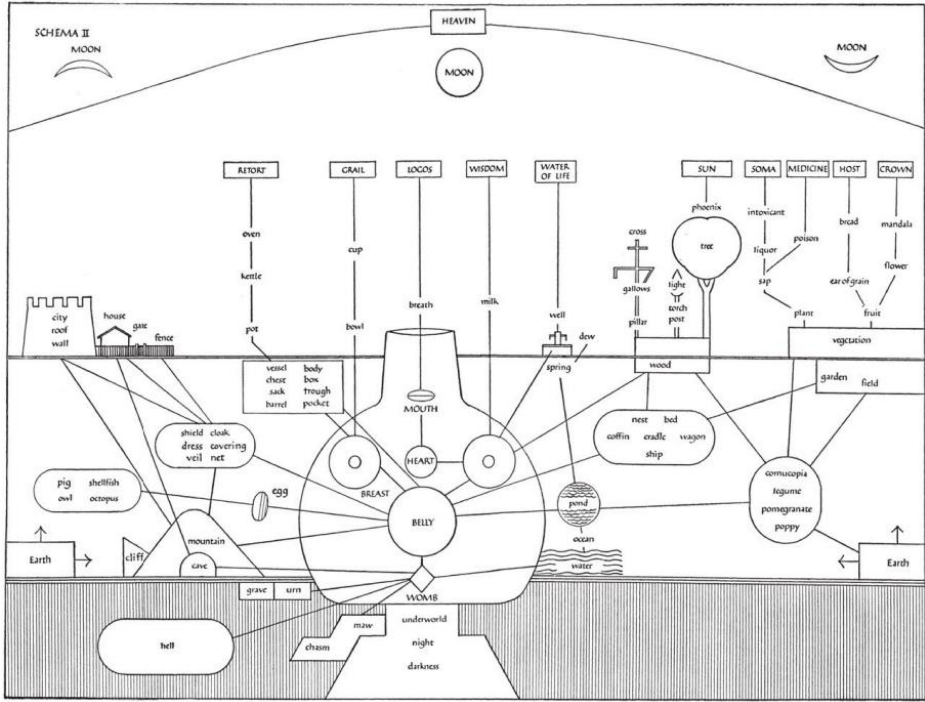 HEAVEN
SCHEMA II
MOON
MOON
MOON
RETORT
GRAIL
LOGOS
WISDOM
WATER
OF LIFE
SUN
SOMA
MEDICINE
HOST
CROWN
phoenix
intoxicant
bread
mandala
oven
cup
cross
tree
poison
liquor
flower
kettle
gallows
light
sap
ear of grain
breath
milk
torch
post
pillar
plant
fruit
pot
bowl
well
dew
city
roof
wall
house
gate
fence
vegetation
spring
wood
vessel body
chest box
sack trough
barrel pocket
garden
field
MOUTH
nest bed
coffin cradle wagon
ship
shield cloak
dress covering
veil net
HEART
cornucopia
legume
pomegranate
poppy
pig shellfish
owl octopus
egg
BREAST
pond
BELLY
mountain
ocean
Earth
cliff
cave
water
Earth
grave urn
WOMB
maw
underworld
night
darkness
hell
chasm